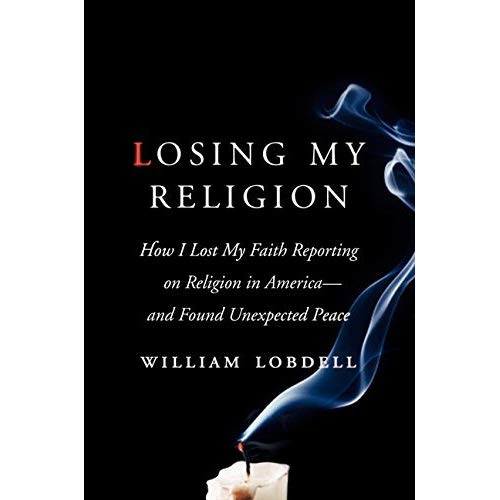 LOSING MY
RELIGION
How I Lost My Faith Reporting
on Religion in America—
and Found Unexpected Peace
WILLIAM LOBDELL